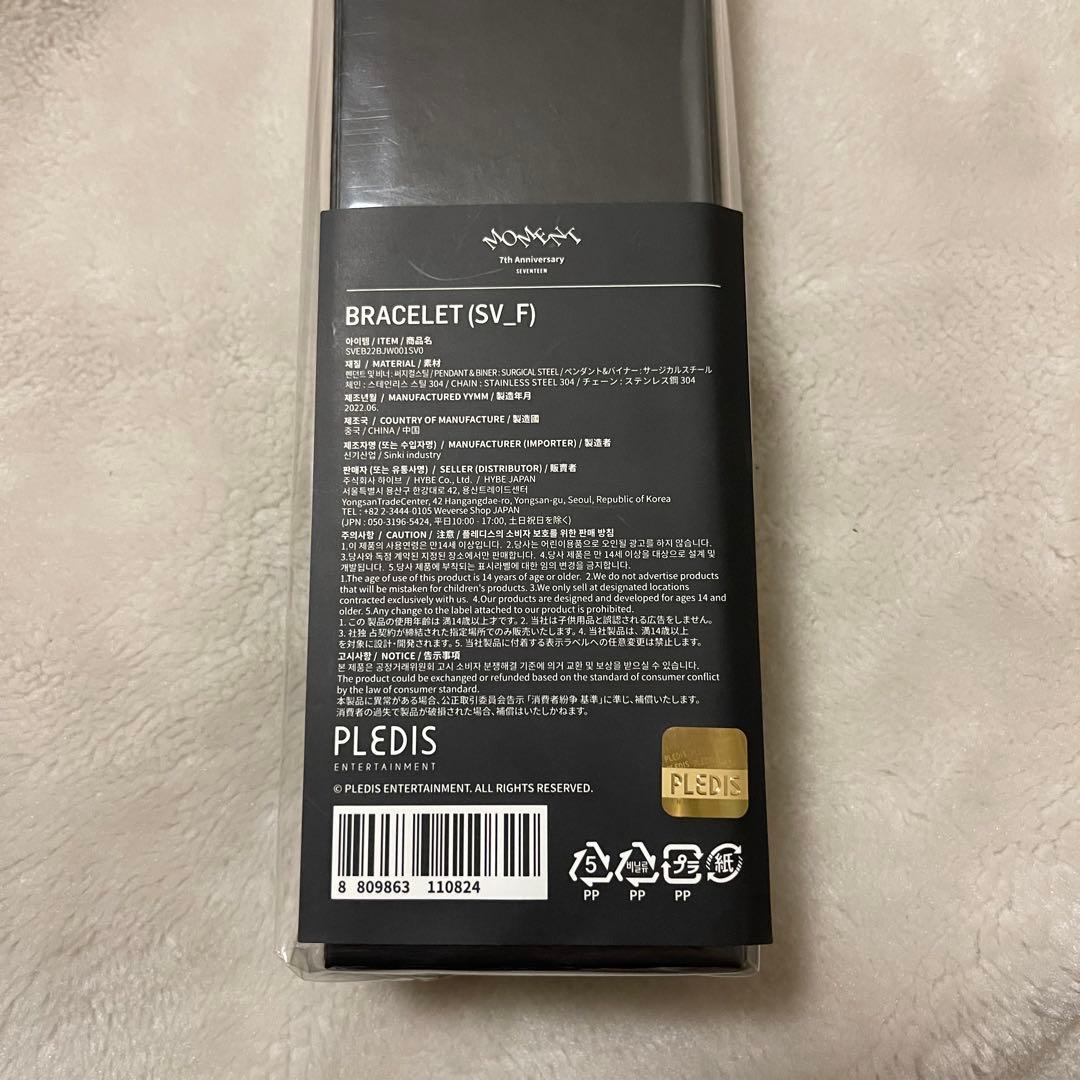 MOMENT
7th Anniversary
SEVENTEEN
BRACELET (SV_F)
아이템 / ITEM / 商品名
SVEB22BJW001SV0
재질 / MATERIAL / 素材
펜던트 및 비너 : 써지컬스틸 / PENDANT & BINER : SURGICAL STEEL / ペンダント&バイナー : サージカルスチール
체인 : 스테인리스 스틸 304 / CHAIN : STAINLESS STEEL 304 / チェーン : ステンレス鋼 304
제조년월 / MANUFACTURED YYMM / 製造年月
2022.06.
제조국 / COUNTRY OF MANUFACTURE / 製造國
중국 / CHINA / 中国
제조자명 (또는 수입자명) / MANUFACTURER (IMPORTER) / 製造者
신기산업 / Sinki industry
판매자 (또는 유통사명) / SELLER (DISTRIBUTOR) / 販賣者
주식회사 하이브 / HYBE Co., Ltd. / HYBE JAPAN
서울특별시 용산구 한강대로 42, 용산트레이드센터
YongsanTradeCenter, 42 Hangangdae-ro, Yongsan-gu, Seoul, Republic of Korea
TEL : +82 2-3444-0105 Weverse Shop JAPAN
(JPN : 050-3196-5424, 平日10:00 - 17:00, 土日祝日を除く)
주의사항 / CAUTION / 注意 / 플레디스의 소비자 보호를 위한 판매 방침
1.이 제품의 사용연령은 만14세 이상입니다. 2.당사는 어린이용품으로 오인될 광고를 하지 않습니다.
3.당사와 독점 계약된 지정된 장소에서만 판매합니다. 4.당사 제품은 만 14세 이상을 대상으로 설계 및
개발됩니다. 5.당사 제품에 부착되는 표시라벨에 대한 임의 변경을 금지합니다.
1.The age of use of this product is 14 years of age or older. 2.We do not advertise products
that will be mistaken for children's products. 3.We only sell at designated locations
contracted exclusively with us. 4.Our products are designed and developed for ages 14 and
older. 5.Any change to the label attached to our product is prohibited.
1. この 製品の使用年齢は 満14歳以上才です。2. 当社は子供用品と誤認される広告をしません。
3. 社独 占契約が締結された指定場所でのみ販売いたします。4. 当社製品は、満14歳以上
を対象に設計・開発されます。5. 当社製品に付着する表示ラベルへの任意変更は禁止します。
고시사항 / NOTICE / 告示事項
본 제품은 공정거래위원회 고시 소비자 분쟁해결 기준에 의거 교환 및 보상을 받으실 수 있습니다.
The product could be exchanged or refunded based on the standard of consumer conflict
by the law of consumer standard.
本製品に異常がある場合、公正取引委員会告示 「消費者紛争 基準」に準じ、補償いたします。
消費者の過失で製品が破損された場合、補償はいたしかねます。
PLEDIS
ENTERTAINMENT
PLEDIS
© PLEDIS ENTERTAINMENT. ALL RIGHTS RESERVED.
8 809863 110824
5 비닐류 プラ 紙
PP PP PP